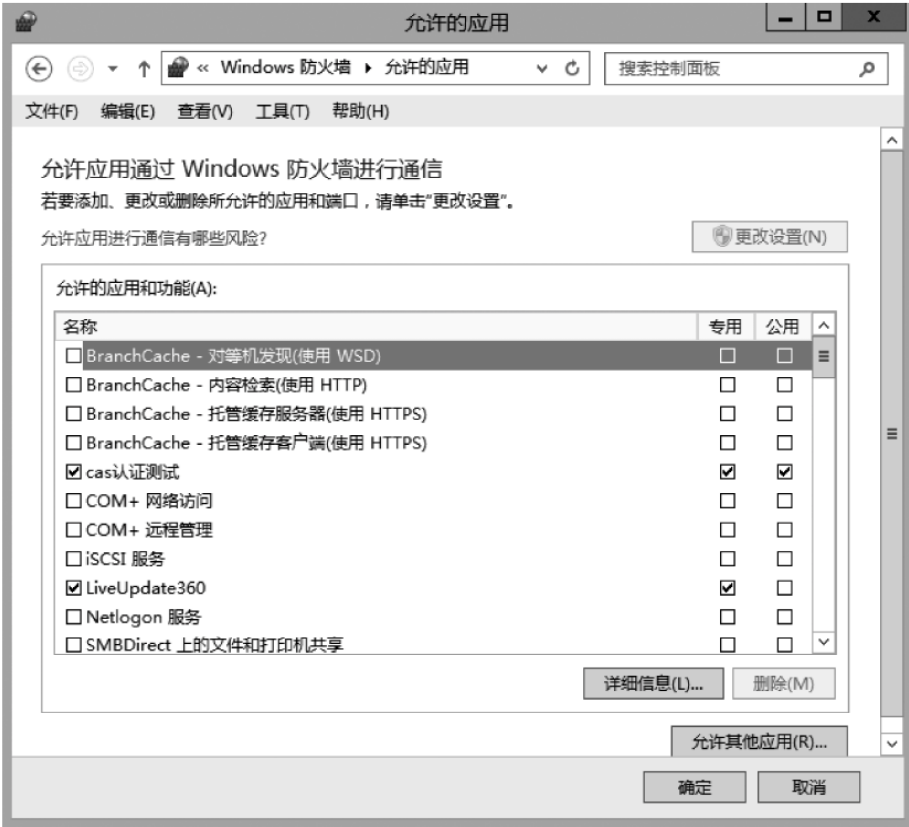 允许的应用
« Windows 防火墙 ▸ 允许的应用
搜索控制面板
文件(F) 编辑(E) 查看(V) 工具(T) 帮助(H)
允许应用通过 Windows 防火墙进行通信
若要添加、更改或删除所允许的应用和端口，请单击"更改设置"。
允许应用进行通信有哪些风险?
更改设置(N)
允许的应用和功能(A):
名称 专用 公用
BranchCache - 对等机发现(使用 WSD)
BranchCache - 内容检索(使用 HTTP)
BranchCache - 托管缓存服务器(使用 HTTPS)
BranchCache - 托管缓存客户端(使用 HTTPS)
cas认证测试
COM+ 网络访问
COM+ 远程管理
iSCSI 服务
LiveUpdate360
Netlogon 服务
SMBDirect 上的文件和打印机共享
详细信息(L)... 删除(M)
允许其他应用(R)...
确定 取消